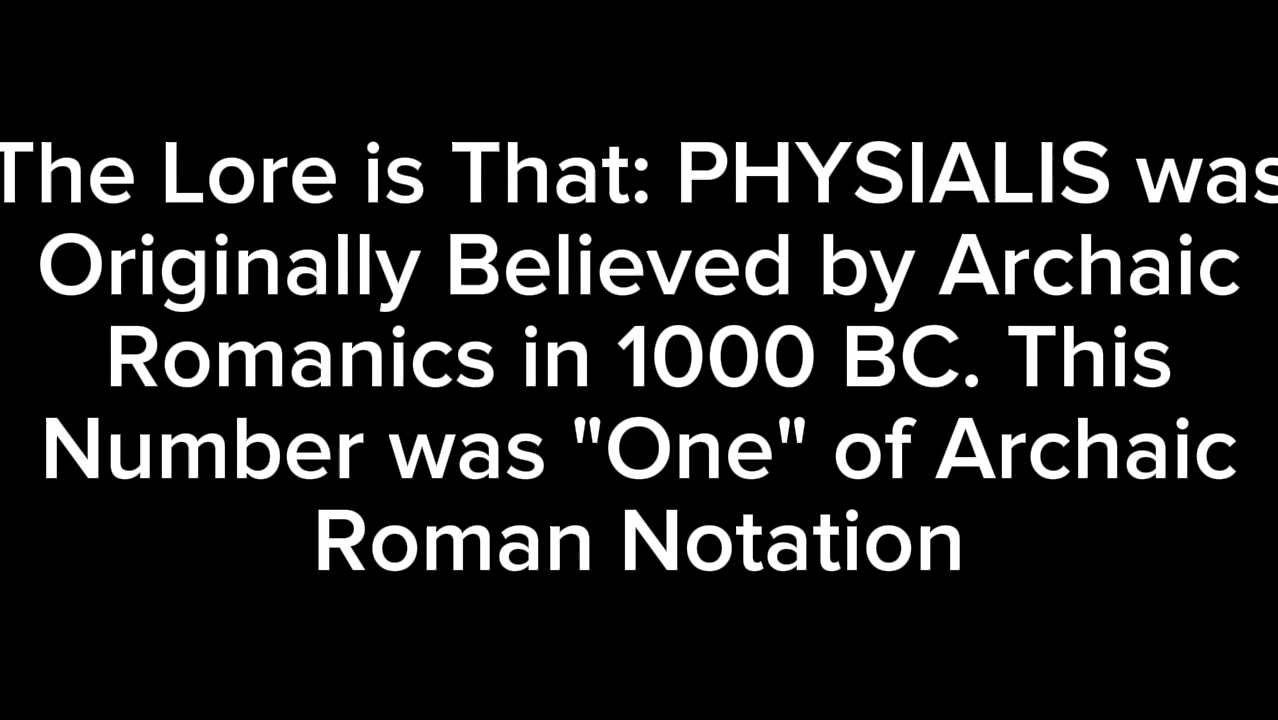 The Lore is That: PHYSIALIS was
Originally Believed by Archaic
Romanics in 1000 BC. This
Number was "One" of Archaic
Roman Notation